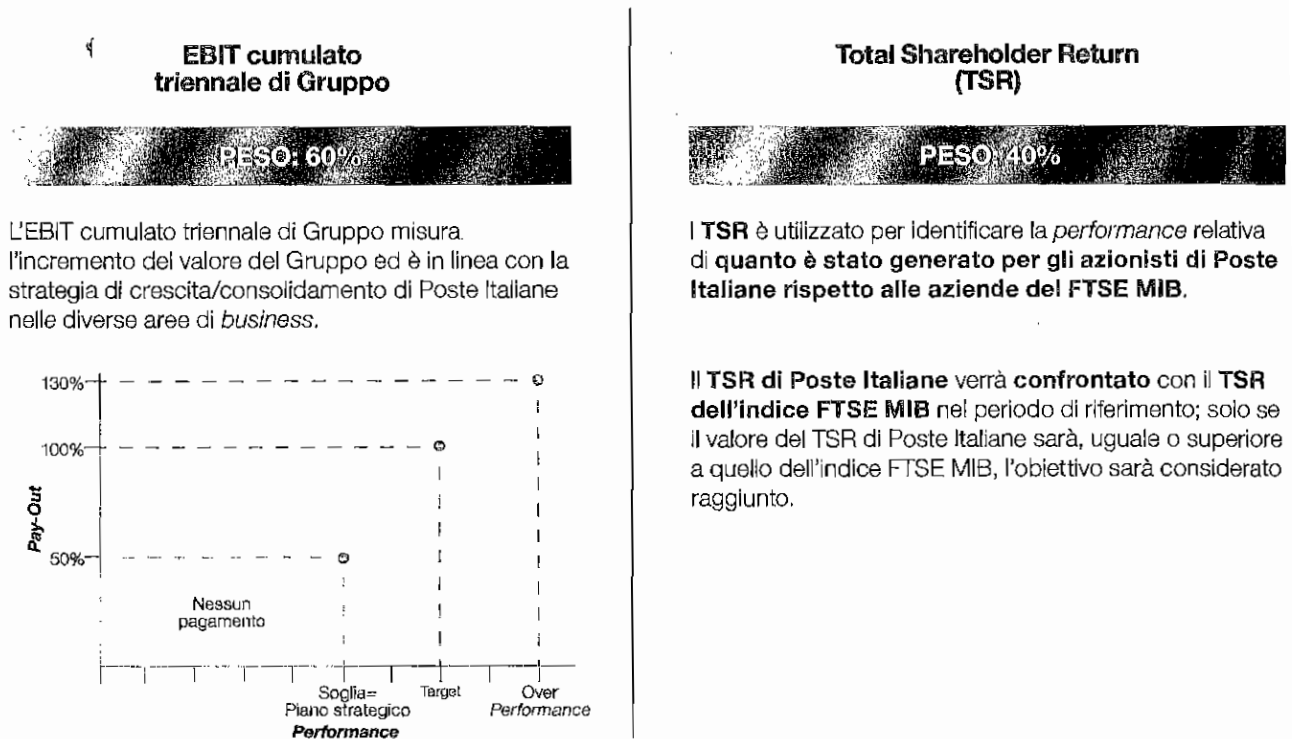 EBIT cumulato
triennale di Gruppo
PESO: 60%
L'EBIT cumulato triennale di Gruppo misura
l'incremento del valore del Gruppo ed è in linea con la
strategia di crescita/consolidamento di Poste Italiane
nelle diverse aree di business.
130%
100%
50%
Pay-Out
Nessun
pagamento
Soglia=
Piano strategico
Target
Over
Performance
Performance
Total Shareholder Return
(TSR)
PESO: 40%
l TSR è utilizzato per identificare la performance relativa
di quanto è stato generato per gli azionisti di Poste
Italiane rispetto alle aziende del FTSE MIB.
Il TSR di Poste Italiane verrà confrontato con il TSR
dell'indice FTSE MIB nel periodo di riferimento; solo se
il valore del TSR di Poste Italiane sarà, uguale o superiore
a quello dell'indice FTSE MIB, l'obiettivo sarà considerato
raggiunto.